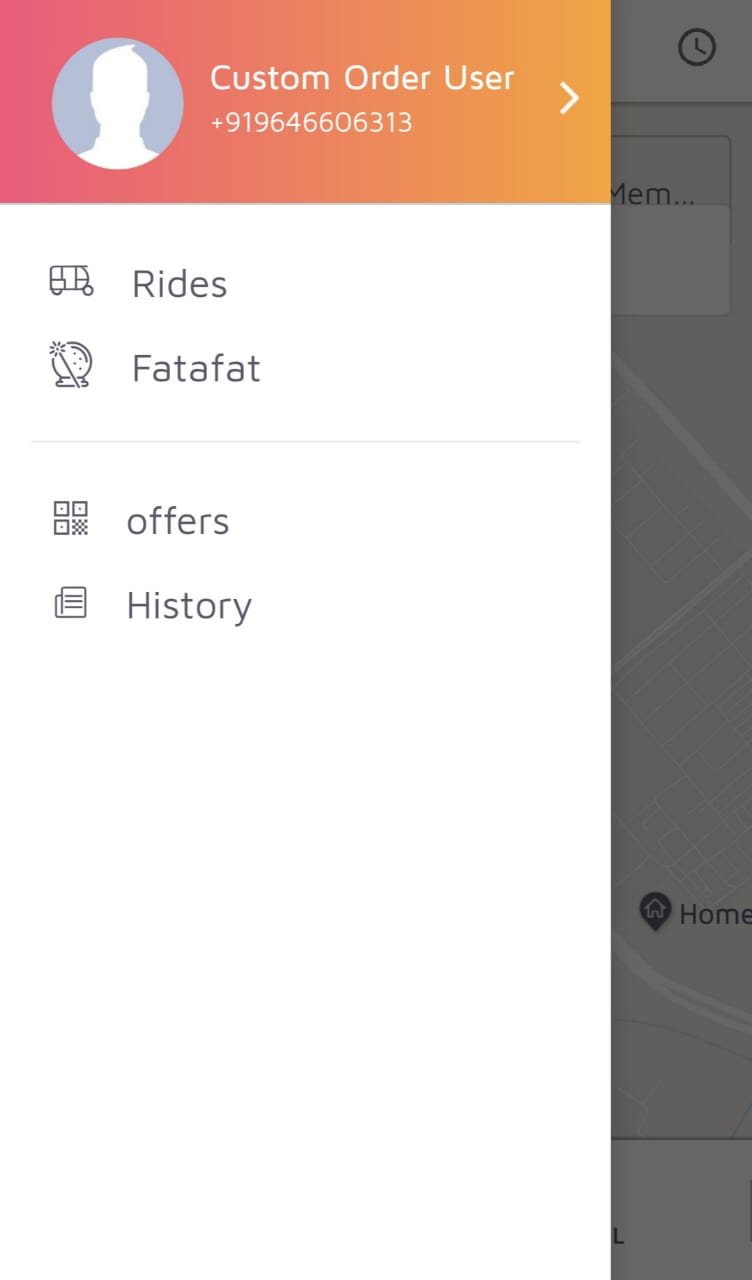 Custom Order User
+919646606313
Mem...
Rides
Fatafat
offers
History
Home
L